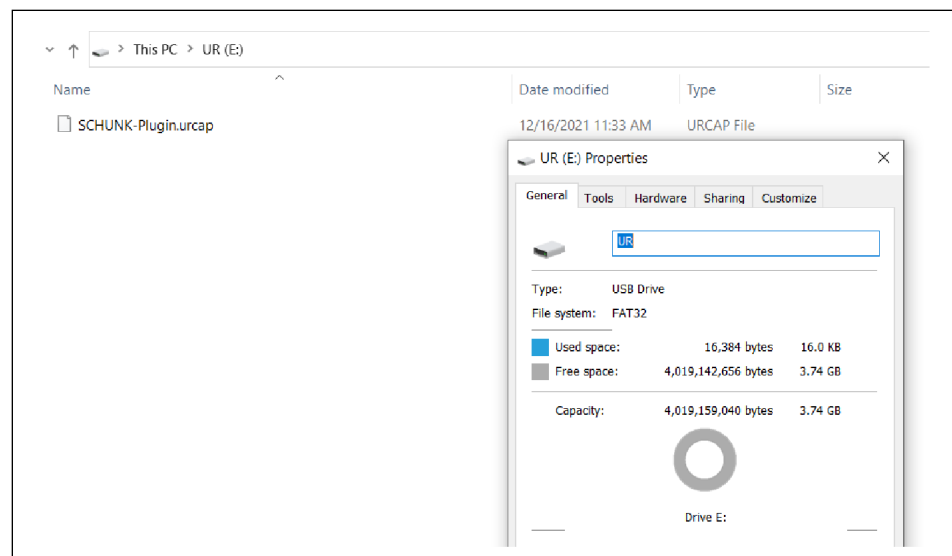 This PC > UR (E:)
Name Date modified Type Size
SCHUNK-Plugin.urcap 12/16/2021 11:33 AM URCAP File
UR (E:) Properties
General Tools Hardware Sharing Customize
UR
Type: USB Drive
File system: FAT32
Used space: 16,384 bytes 16.0 KB
Free space: 4,019,142,656 bytes 3.74 GB
Capacity: 4,019,159,040 bytes 3.74 GB
Drive E: